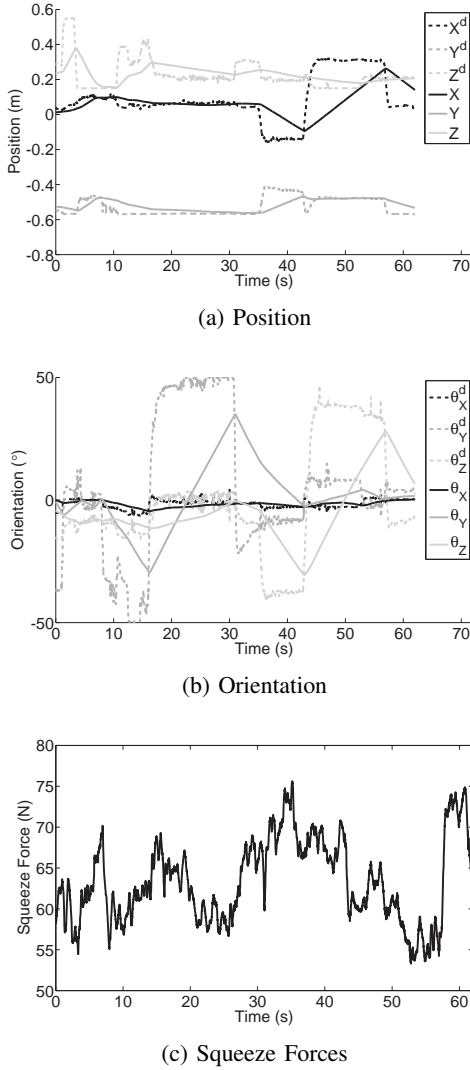 0.6
0.4
0.2
0
-0.2
-0.4
-0.6
-0.8
Position (m)
0 10 20 30 40 50 60 70
Time (s)
X^d
Y^d
Z^d
X
Y
Z
(a) Position
50
0
-50
Orientation (°)
0 10 20 30 40 50 60 70
Time (s)
θ_X^d
θ_Y^d
θ_Z^d
θ_X
θ_Y
θ_Z
(b) Orientation
80
75
70
65
60
55
50
Squeeze Force (N)
0 10 20 30 40 50 60
Time (s)
(c) Squeeze Forces